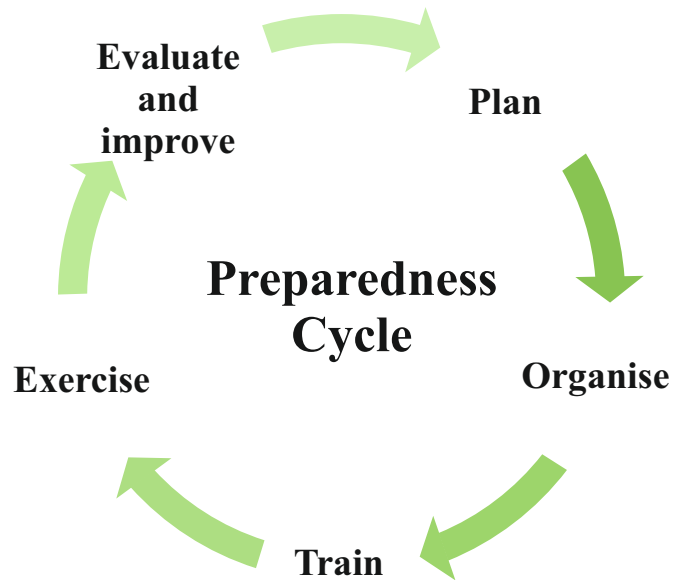 Evaluate
and
improve
Plan
Preparedness
Cycle
Exercise
Organise
Train